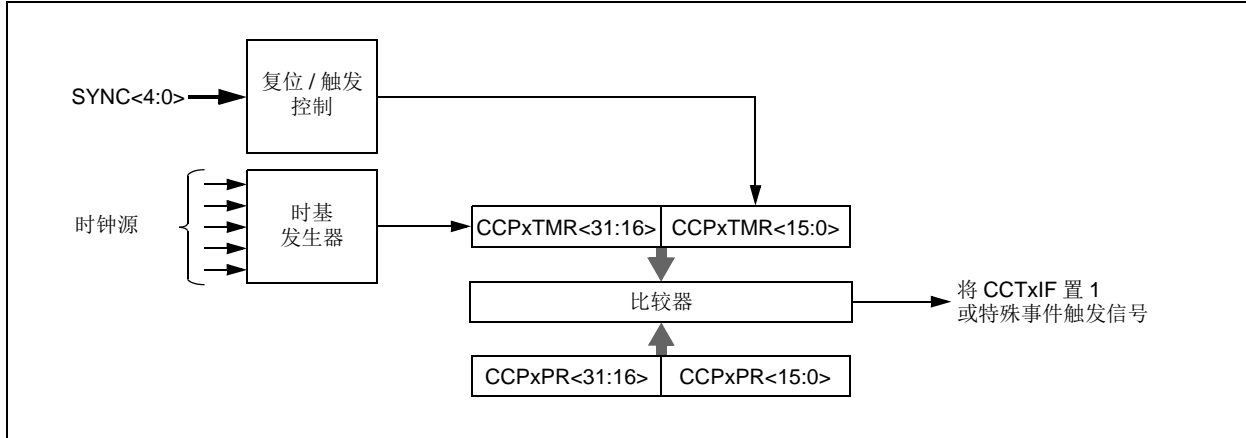 复位 / 触发
控制
SYNC<4:0>
时钟源
时基
发生器
CCPxTMR<31:16>
CCPxTMR<15:0>
比较器
将 CCTxIF 置 1
或特殊事件触发信号
CCPxPR<31:16>
CCPxPR<15:0>